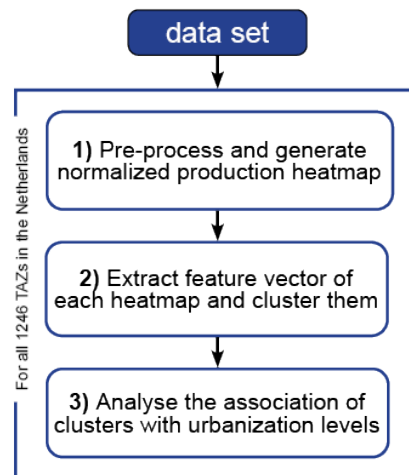 data set
For all 1246 TAZs in the Netherlands
1) Pre-process and generate
normalized production heatmap
2) Extract feature vector of
each heatmap and cluster them
3) Analyse the association of
clusters with urbanization levels